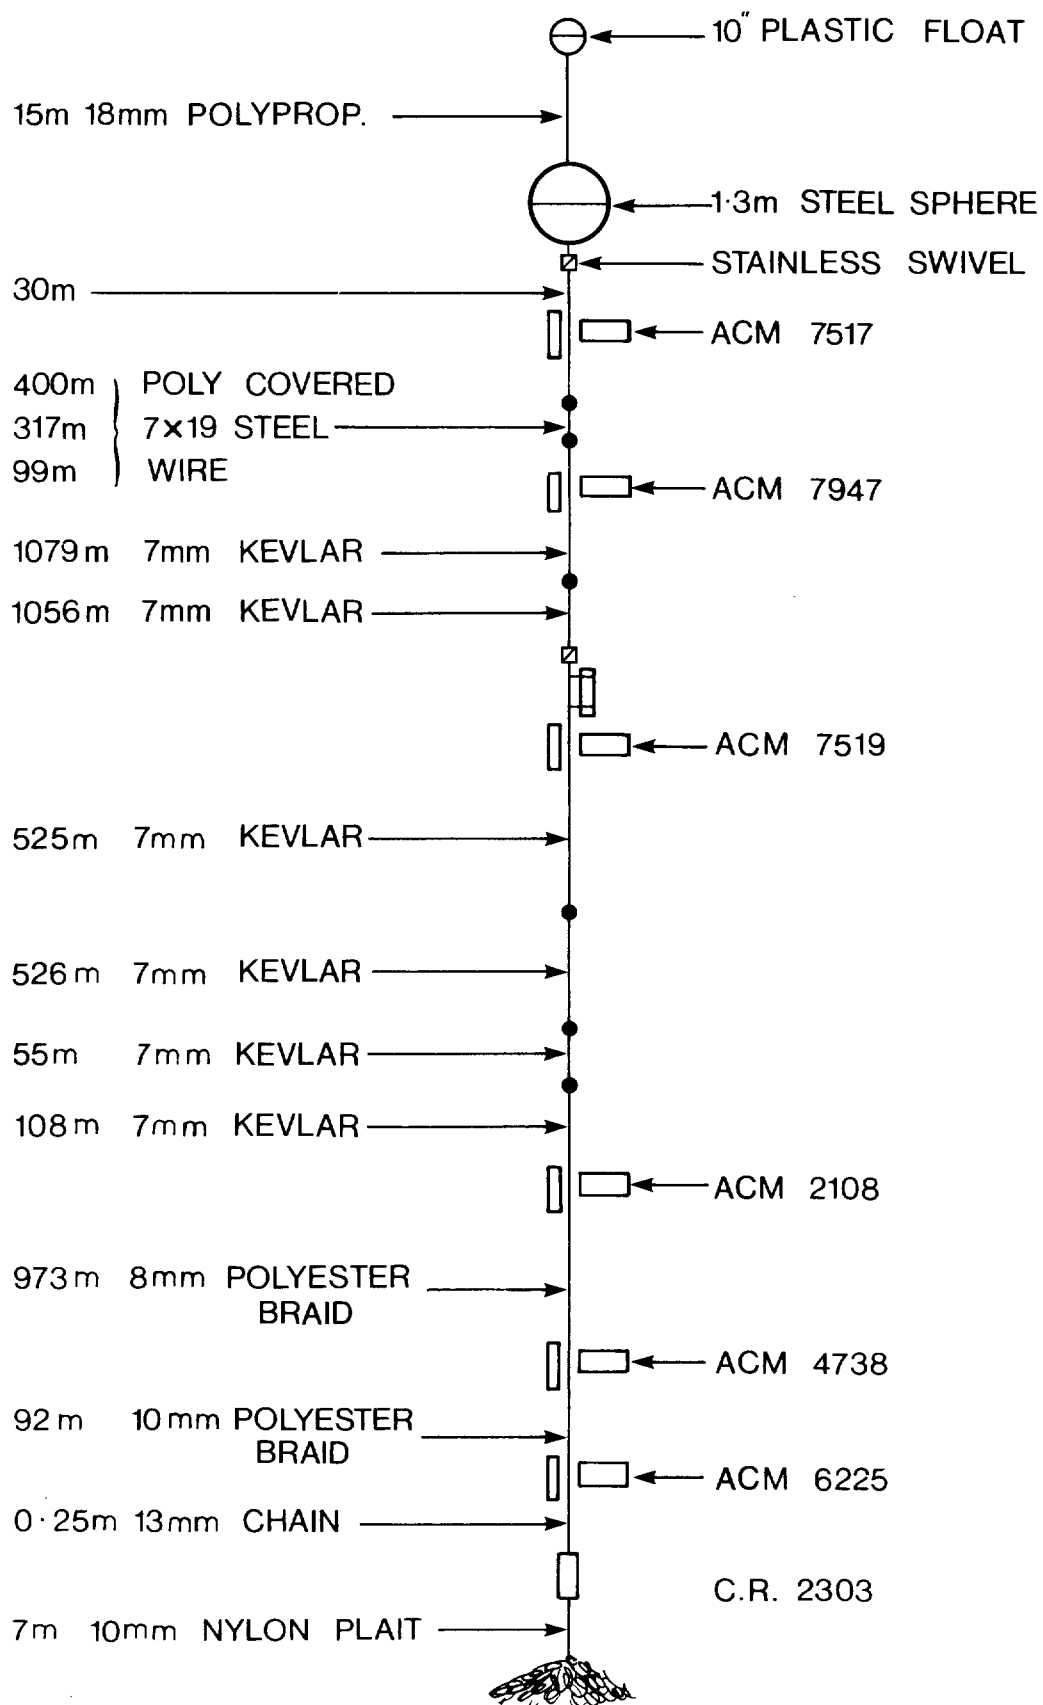 10" PLASTIC FLOAT
15m 18mm POLYPROP.
1·3m STEEL SPHERE
STAINLESS SWIVEL
30m
ACM 7517
400m POLY COVERED
317m 7×19 STEEL
99m WIRE
ACM 7947
1079m 7mm KEVLAR
1056m 7mm KEVLAR
ACM 7519
525m 7mm KEVLAR
526m 7mm KEVLAR
55m 7mm KEVLAR
108m 7mm KEVLAR
ACM 2108
973m 8mm POLYESTER
BRAID
ACM 4738
92m 10mm POLYESTER
BRAID
ACM 6225
0·25m 13mm CHAIN
C.R. 2303
7m 10mm NYLON PLAIT